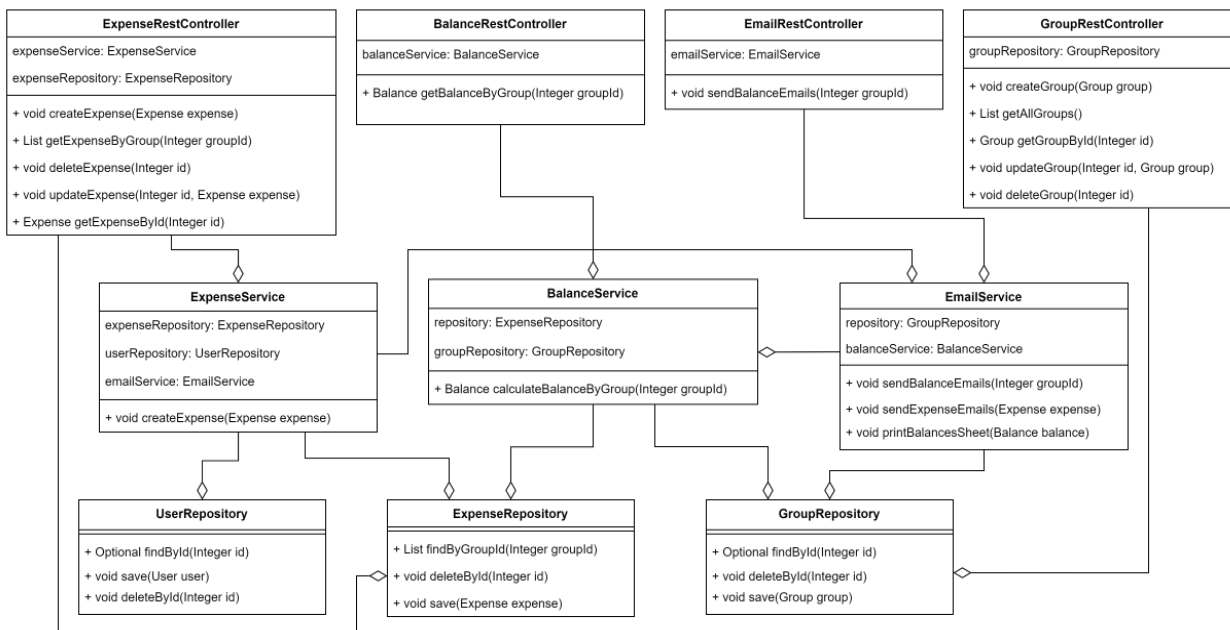 ExpenseRestController
expenseService: ExpenseService
expenseRepository: ExpenseRepository
+ void createExpense(Expense expense)
+ List getExpenseByGroup(Integer groupId)
+ void deleteExpense(Integer id)
+ void updateExpense(Integer id, Expense expense)
+ Expense getExpenseById(Integer id)
BalanceRestController
balanceService: BalanceService
+ Balance getBalanceByGroup(Integer groupId)
EmailRestController
emailService: EmailService
+ void sendBalanceEmails(Integer groupId)
GroupRestController
groupRepository: GroupRepository
+ void createGroup(Group group)
+ List getAllGroups()
+ Group getGroupById(Integer id)
+ void updateGroup(Integer id, Group group)
+ void deleteGroup(Integer id)
ExpenseService
expenseRepository: ExpenseRepository
userRepository: UserRepository
emailService: EmailService
+ void createExpense(Expense expense)
BalanceService
repository: ExpenseRepository
groupRepository: GroupRepository
+ Balance calculateBalanceByGroup(Integer groupId)
EmailService
repository: GroupRepository
balanceService: BalanceService
+ void sendBalanceEmails(Integer groupId)
+ void sendExpenseEmails(Expense expense)
+ void printBalancesSheet(Balance balance)
UserRepository
+ Optional findById(Integer id)
+ void save(User user)
+ void deleteById(Integer id)
ExpenseRepository
+ List findByGroupId(Integer groupId)
+ void deleteById(Integer id)
+ void save(Expense expense)
GroupRepository
+ Optional findById(Integer id)
+ void deleteById(Integer id)
+ void save(Group group)